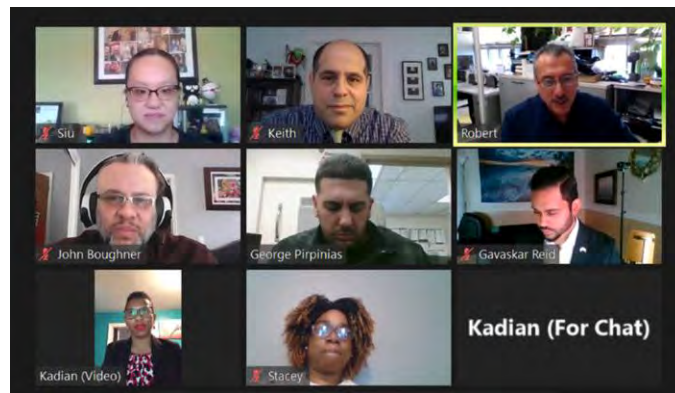 Siu
Keith
Robert
John Boughner
George Pirpinias
Gavaskar Reid
Kadian (Video)
Stacey
Kadian (For Chat)